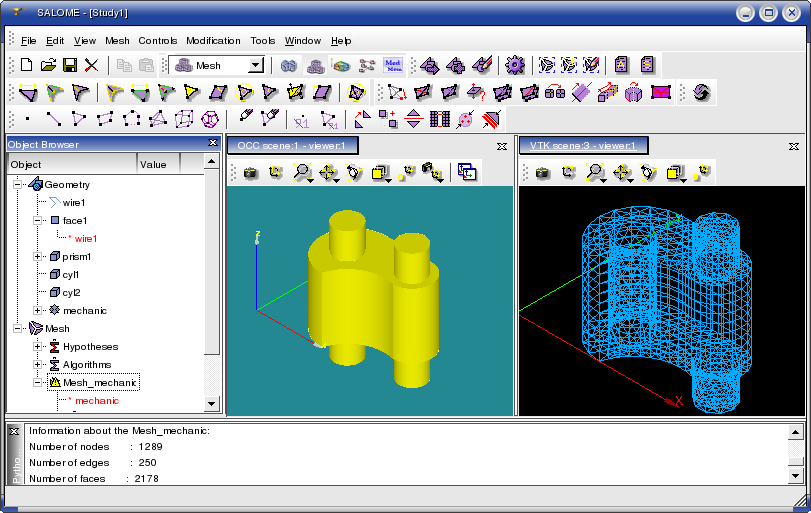 SALOME - [Study1]
File Edit View Mesh Controls Modification Tools Window Help
Mesh
Object Browser
Object Value
Geometry
wire1
face1
* wire1
prism1
cyl1
cyl2
mechanic
Mesh
Hypotheses
Algorithms
Mesh_mechanic
* mechanic
OCC scene:1 - viewer:1
z
VTK scene:3 - viewer:1
X
Information about the Mesh_mechanic:
Number of nodes : 1289
Number of edges : 250
Number of faces : 2178